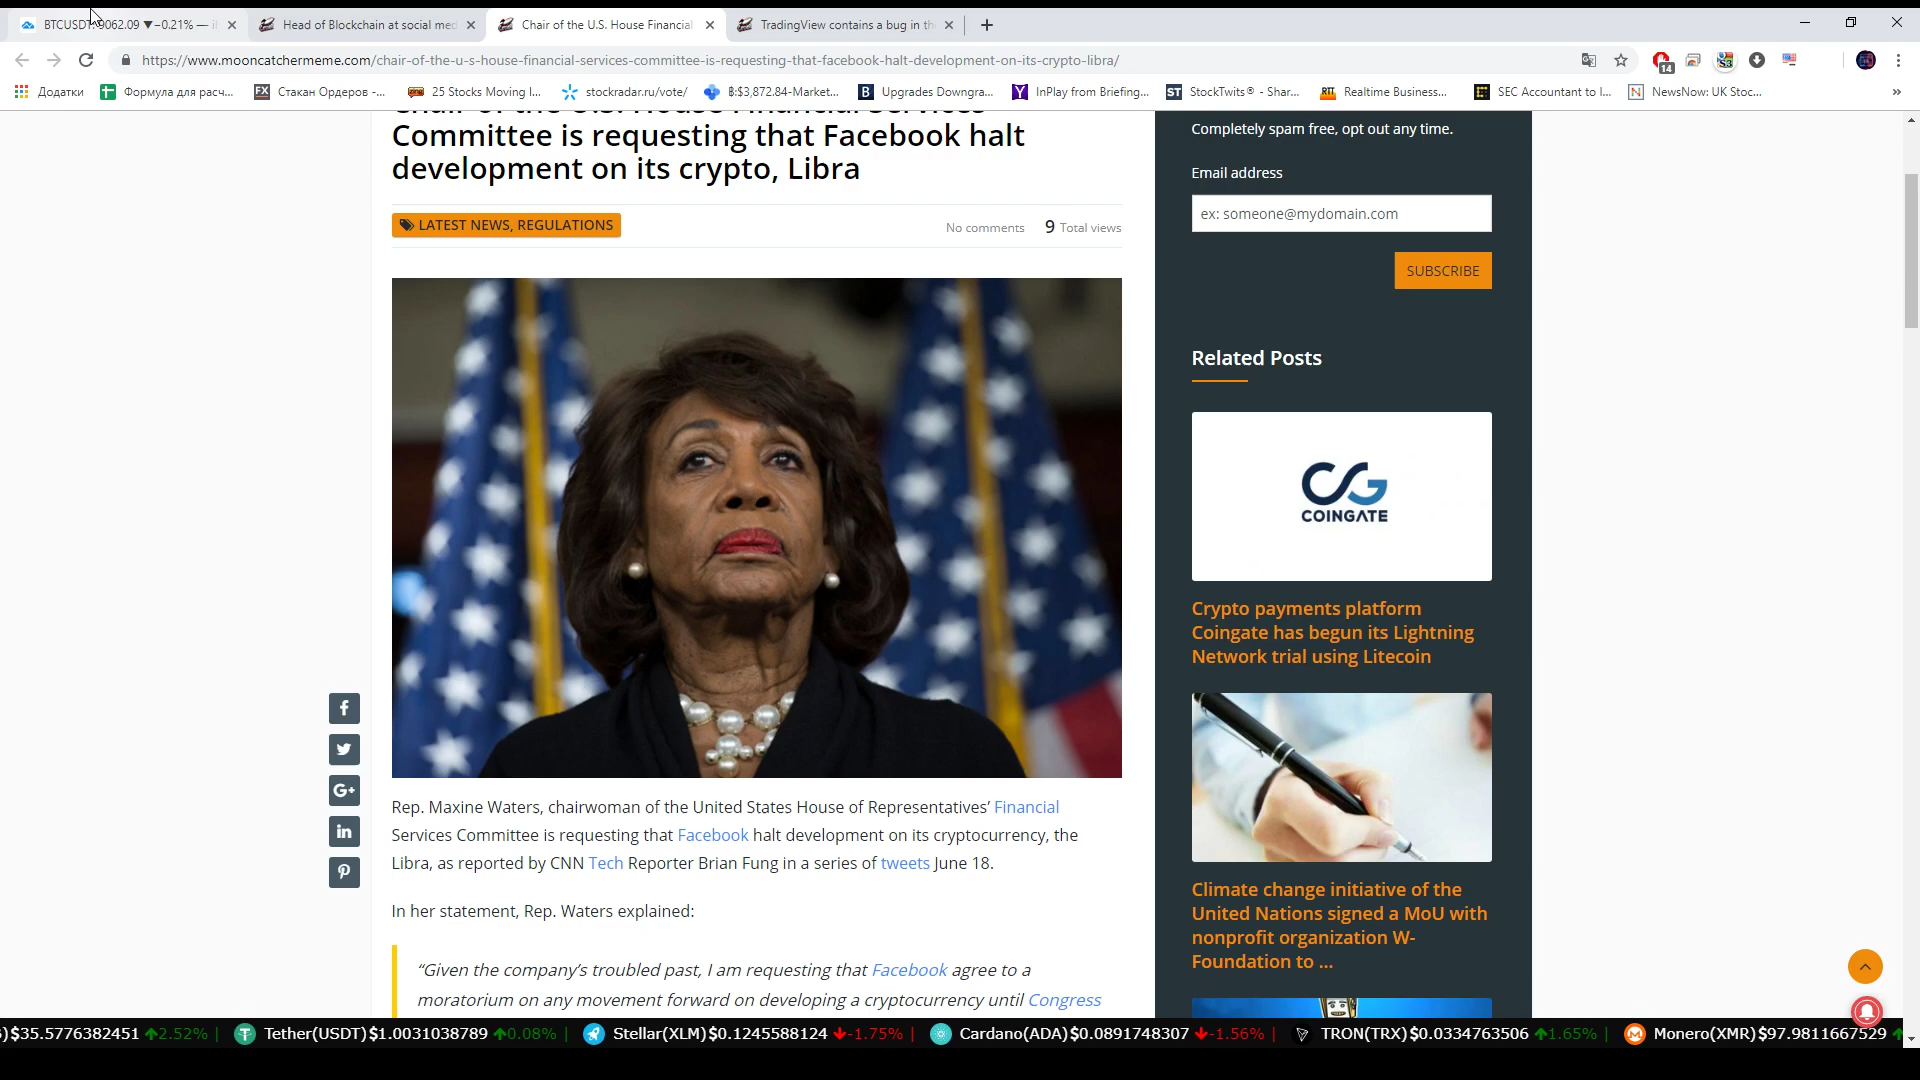 BTCUSDT 9062.09 ▼−0.21% —
Head of Blockchain at social med
Chair of the U.S. House Financial
TradingView contains a bug in th
https://www.mooncatchermeme.com/chair-of-the-u-s-house-financial-services-committee-is-requesting-that-facebook-halt-development-on-its-crypto-libra/
14
Додатки
Формула для расч...
Стакан Ордеров -...
25 Stocks Moving I...
stockradar.ru/vote/
฿:$3,872.84-Market...
Upgrades Downgra...
InPlay from Briefing...
StockTwits® - Shar...
Realtime Business...
SEC Accountant to I...
NewsNow: UK Stoc...
»
Chair of the U.S. House Financial Services
Committee is requesting that Facebook halt
development on its crypto, Libra
LATEST NEWS, REGULATIONS
No comments
9 Total views
Rep. Maxine Waters, chairwoman of the United States House of Representatives’ Financial
Services Committee is requesting that Facebook halt development on its cryptocurrency, the
Libra, as reported by CNN Tech Reporter Brian Fung in a series of tweets June 18.
In her statement, Rep. Waters explained:
“Given the company’s troubled past, I am requesting that Facebook agree to a
moratorium on any movement forward on developing a cryptocurrency until Congress
Completely spam free, opt out any time.
Email address
ex: someone@mydomain.com
SUBSCRIBE
Related Posts
CG
COINGATE
Crypto payments platform
Coingate has begun its Lightning
Network trial using Litecoin
Climate change initiative of the
United Nations signed a MoU with
nonprofit organization W-
Foundation to ...
)$35.5776382451 2.52% | Tether(USDT)$1.0031038789 0.08% | Stellar(XLM)$0.1245588124 -1.75% | Cardano(ADA)$0.0891748307 -1.56% | TRON(TRX)$0.0334763506 1.65% | Monero(XMR)$97.9811667529